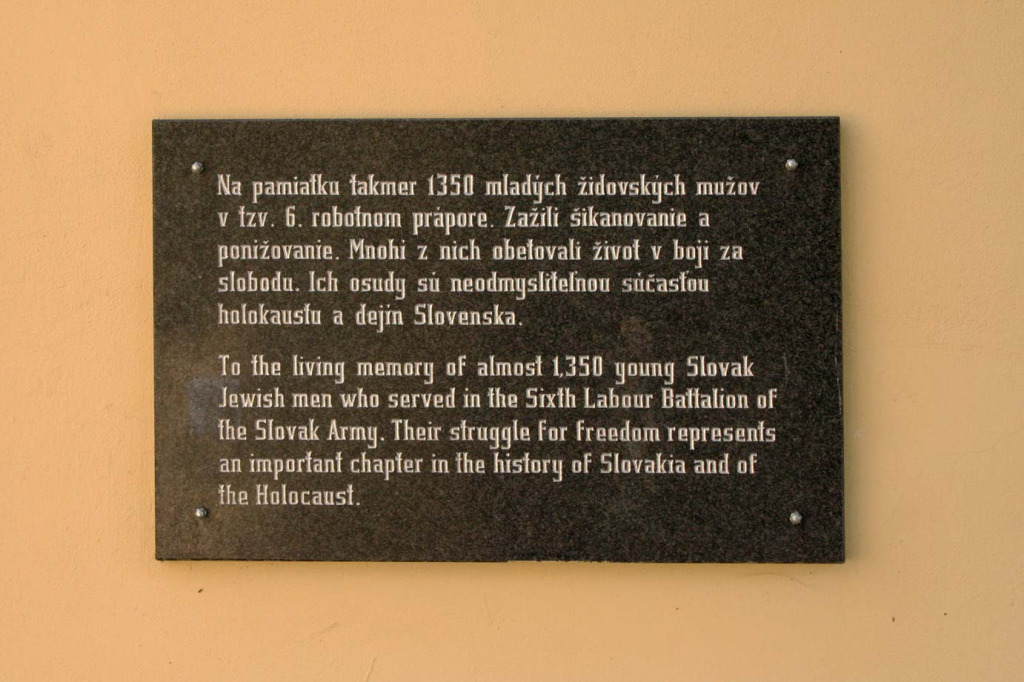 Na pamiatku takmer 1350 mladých židovských mužov
v tzv. 6. robotnom prápore. Zažili šikanovanie a
ponižovanie. Mnohí z nich obetovali život v boji za
slobodu. Ich osudy sú neodmysliteľnou súčasťou
holokaustu a dejín Slovenska.
To the living memory of almost 1,350 young Slovak
Jewish men who served in the Sixth Labour Battalion of
the Slovak Army. Their struggle for freedom represents
an important chapter in the history of Slovakia and of
the Holocaust.